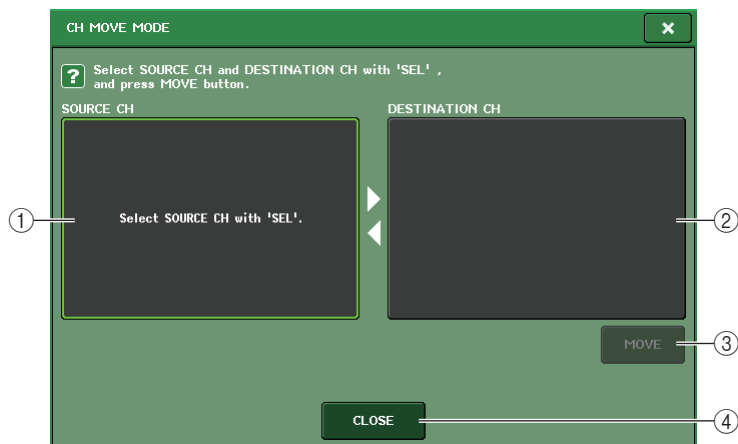 CH MOVE MODE
?
Select SOURCE CH and DESTINATION CH with 'SEL' ,
and press MOVE button.
SOURCE CH
DESTINATION CH
①
Select SOURCE CH with 'SEL'.
②
MOVE
③
CLOSE
④